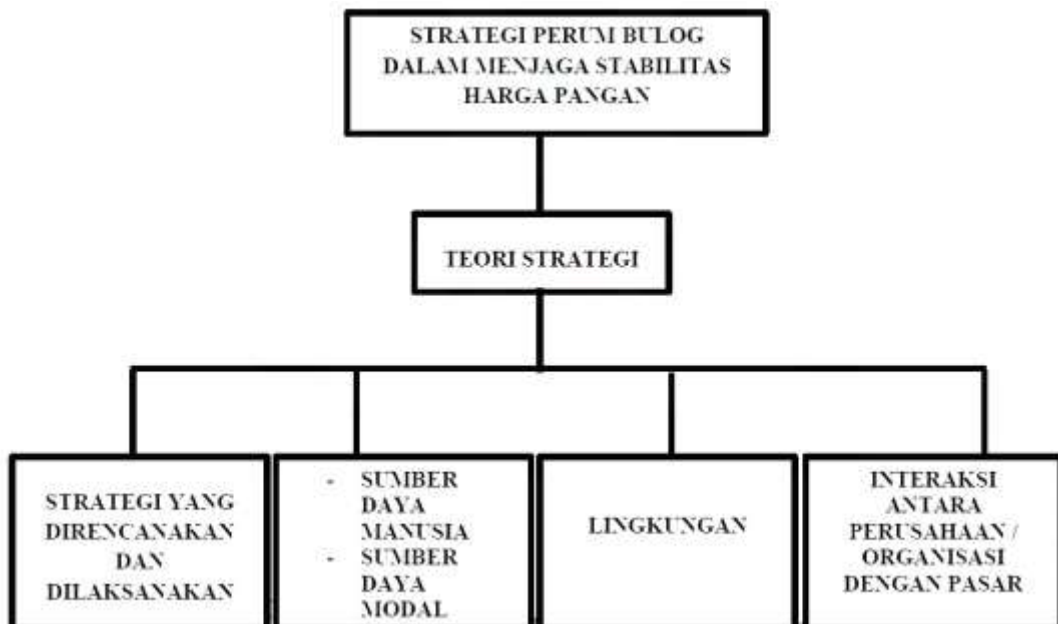 STRATEGI PERUM BULOG
DALAM MENJAGA STABILITAS
HARGA PANGAN
TEORI STRATEGI
STRATEGI YANG
DIRENCANAKAN
DAN
DILAKSANAKAN
- SUMBER
DAYA
MANUSIA
- SUMBER
DAYA
MODAL
LINGKUNGAN
INTERAKSI
ANTARA
PERUSAHAAN /
ORGANISASI
DENGAN PASAR